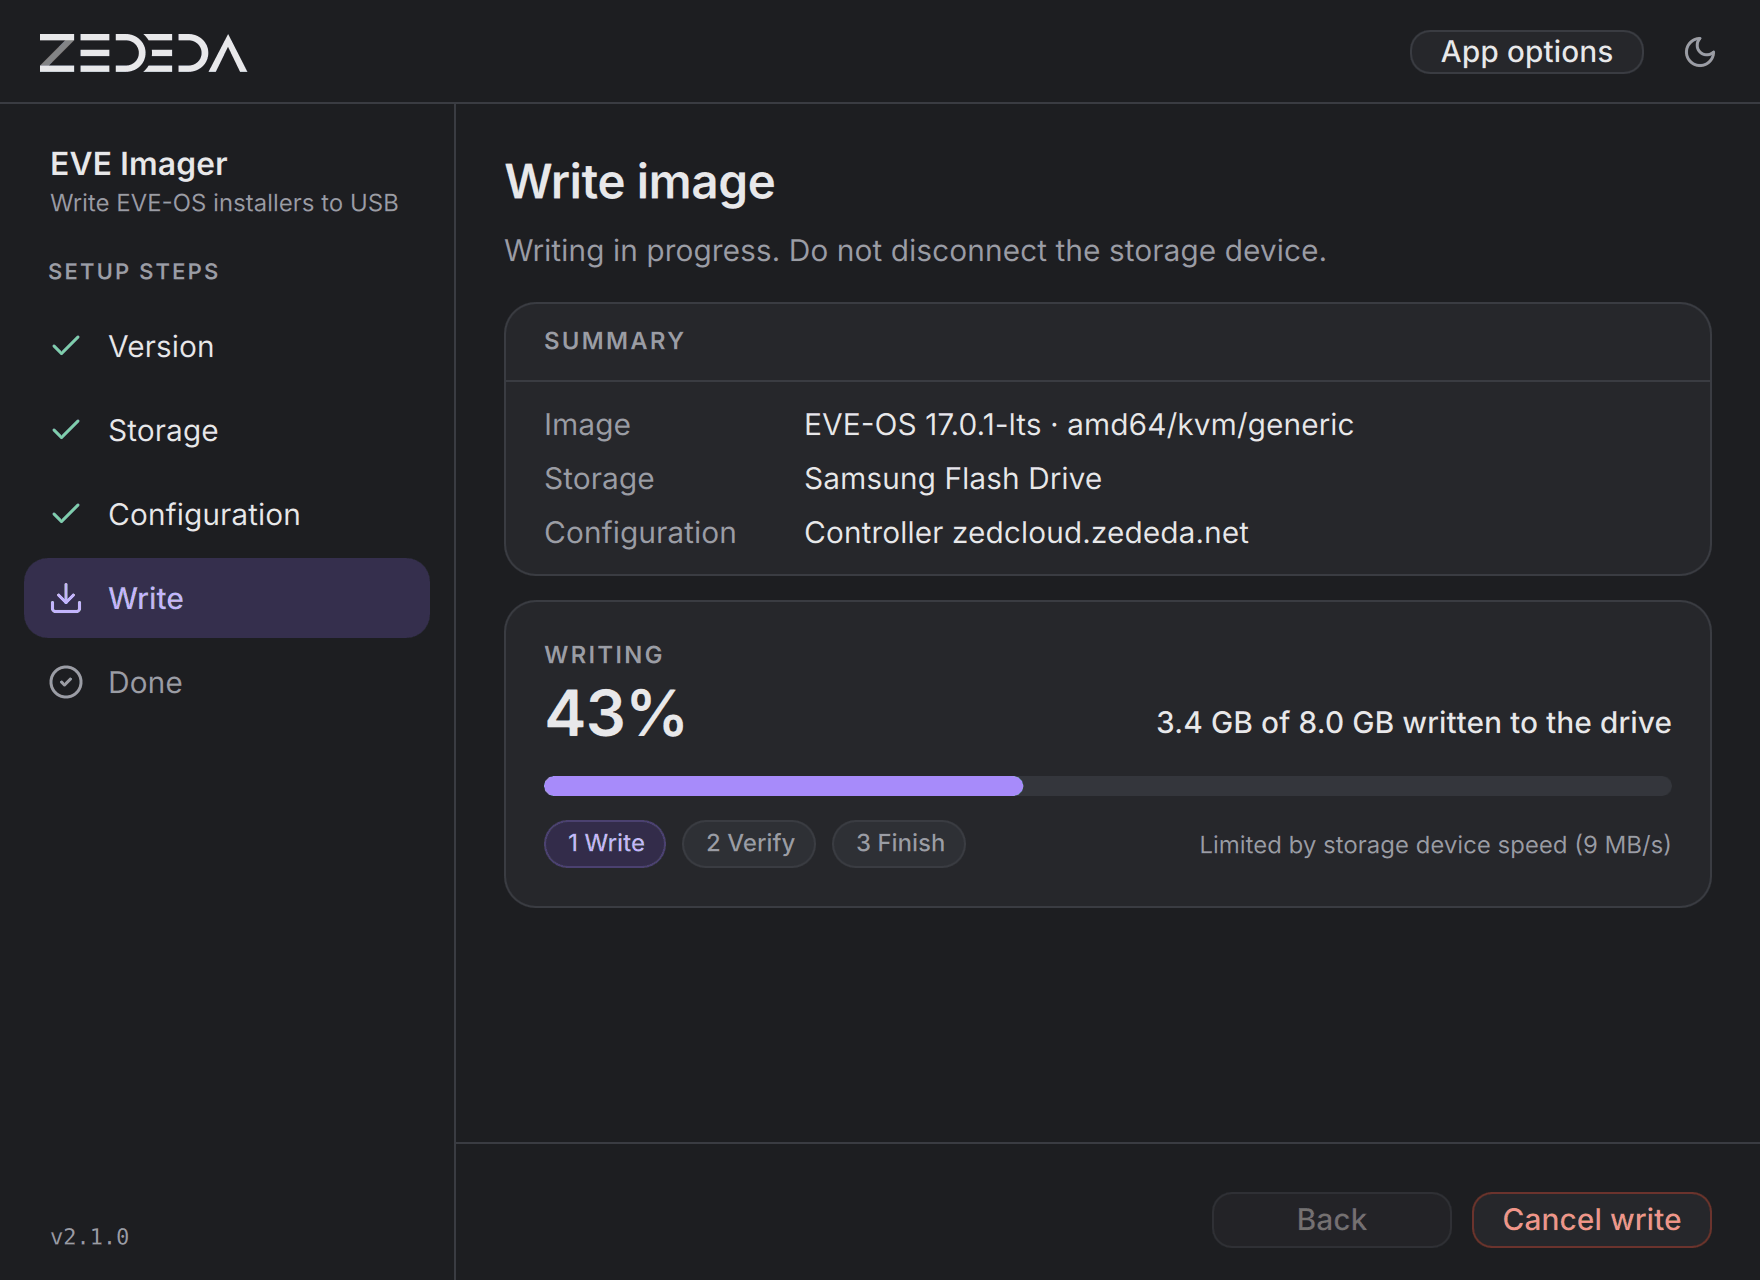 ZEDEDA
App options
EVE Imager
Write EVE-OS installers to USB
SETUP STEPS
Version
Storage
Configuration
Write
Done
v2.1.0
Write image
Writing in progress. Do not disconnect the storage device.
SUMMARY
Image EVE-OS 17.0.1-lts · amd64/kvm/generic
Storage Samsung Flash Drive
Configuration Controller zedcloud.zededa.net
WRITING
43% 3.4 GB of 8.0 GB written to the drive
1 Write 2 Verify 3 Finish Limited by storage device speed (9 MB/s)
Back Cancel write